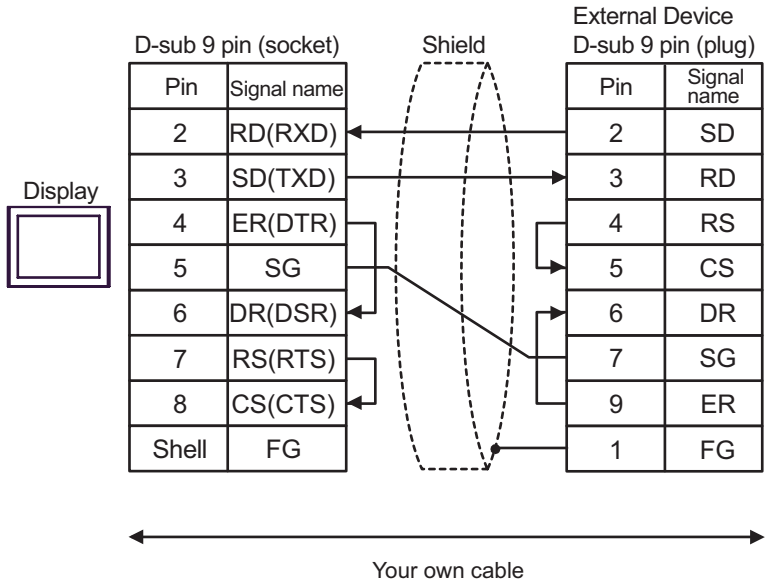 External Device
D-sub 9 pin (socket) Shield D-sub 9 pin (plug)
Pin Signal name Pin Signal name
2 RD(RXD) 2 SD
3 SD(TXD) 3 RD
Display
4 ER(DTR) 4 RS
5 SG 5 CS
6 DR(DSR) 6 DR
7 RS(RTS) 7 SG
8 CS(CTS) 9 ER
Shell FG 1 FG
Your own cable